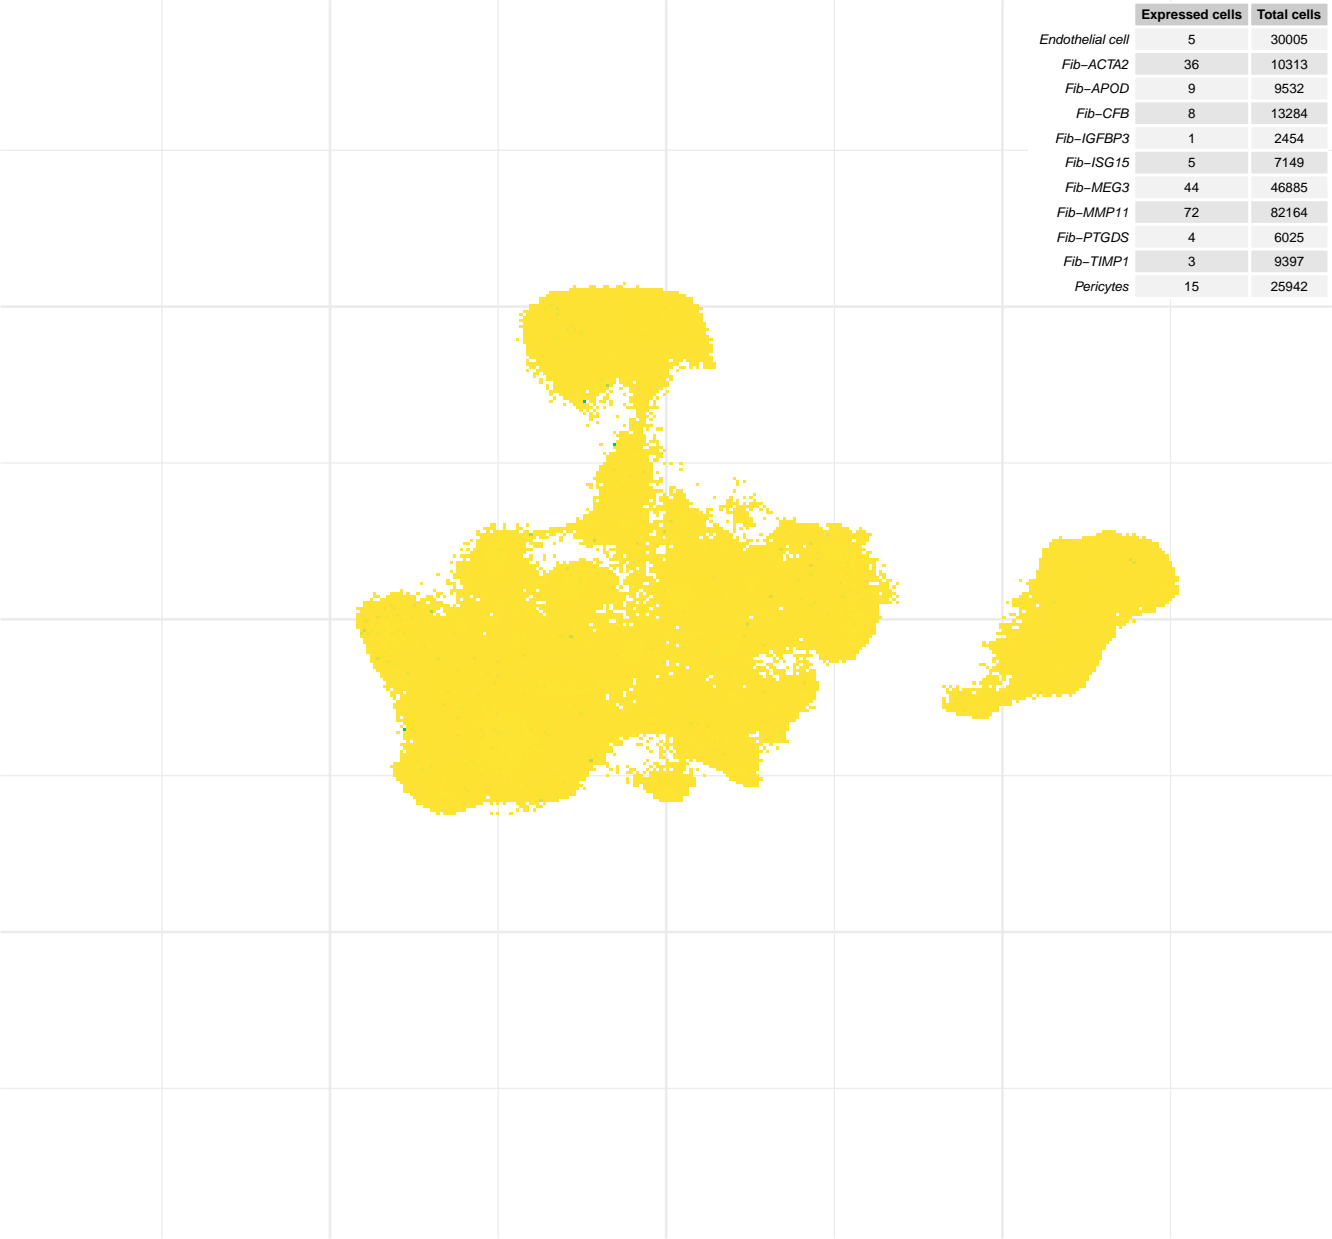 Expressed cells Total cells
Endothelial cell 5 30005
Fib−ACTA2 36 10313
Fib−APOD 9 9532
Fib−CFB 8 13284
Fib−IGFBP3 1 2454
Fib−ISG15 5 7149
Fib−MEG3 44 46885
Fib−MMP11 72 82164
Fib−PTGDS 4 6025
Fib−TIMP1 3 9397
Pericytes 15 25942